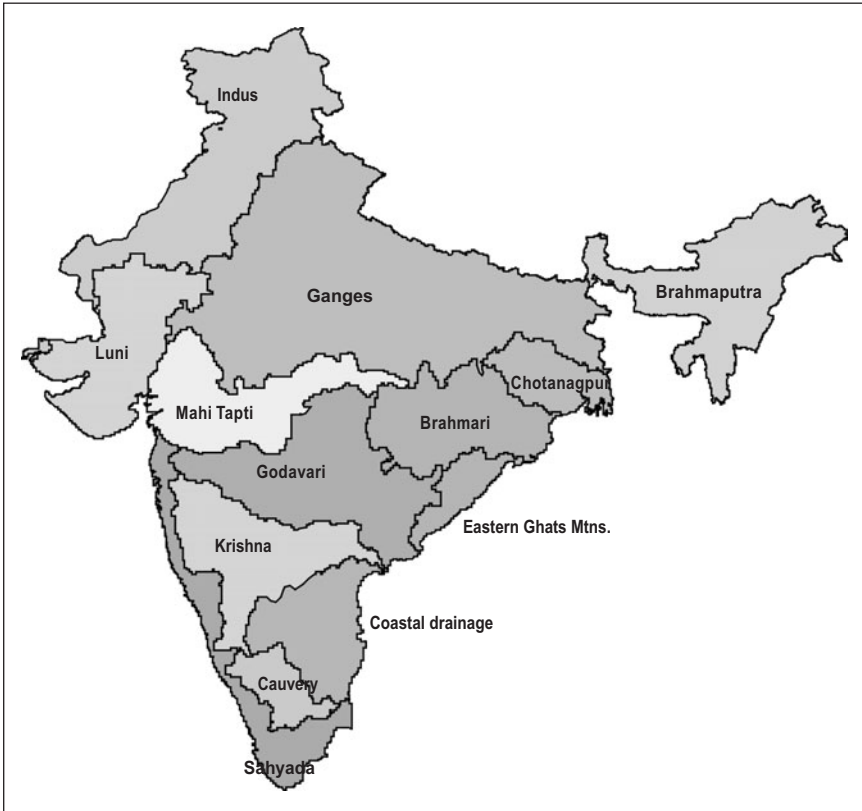 Indus
Ganges
Brahmaputra
Luni
Chotanagpur
Mahi Tapti
Brahmari
Godavari
Eastern Ghats Mtns.
Krishna
Coastal drainage
Cauvery
Sahyada